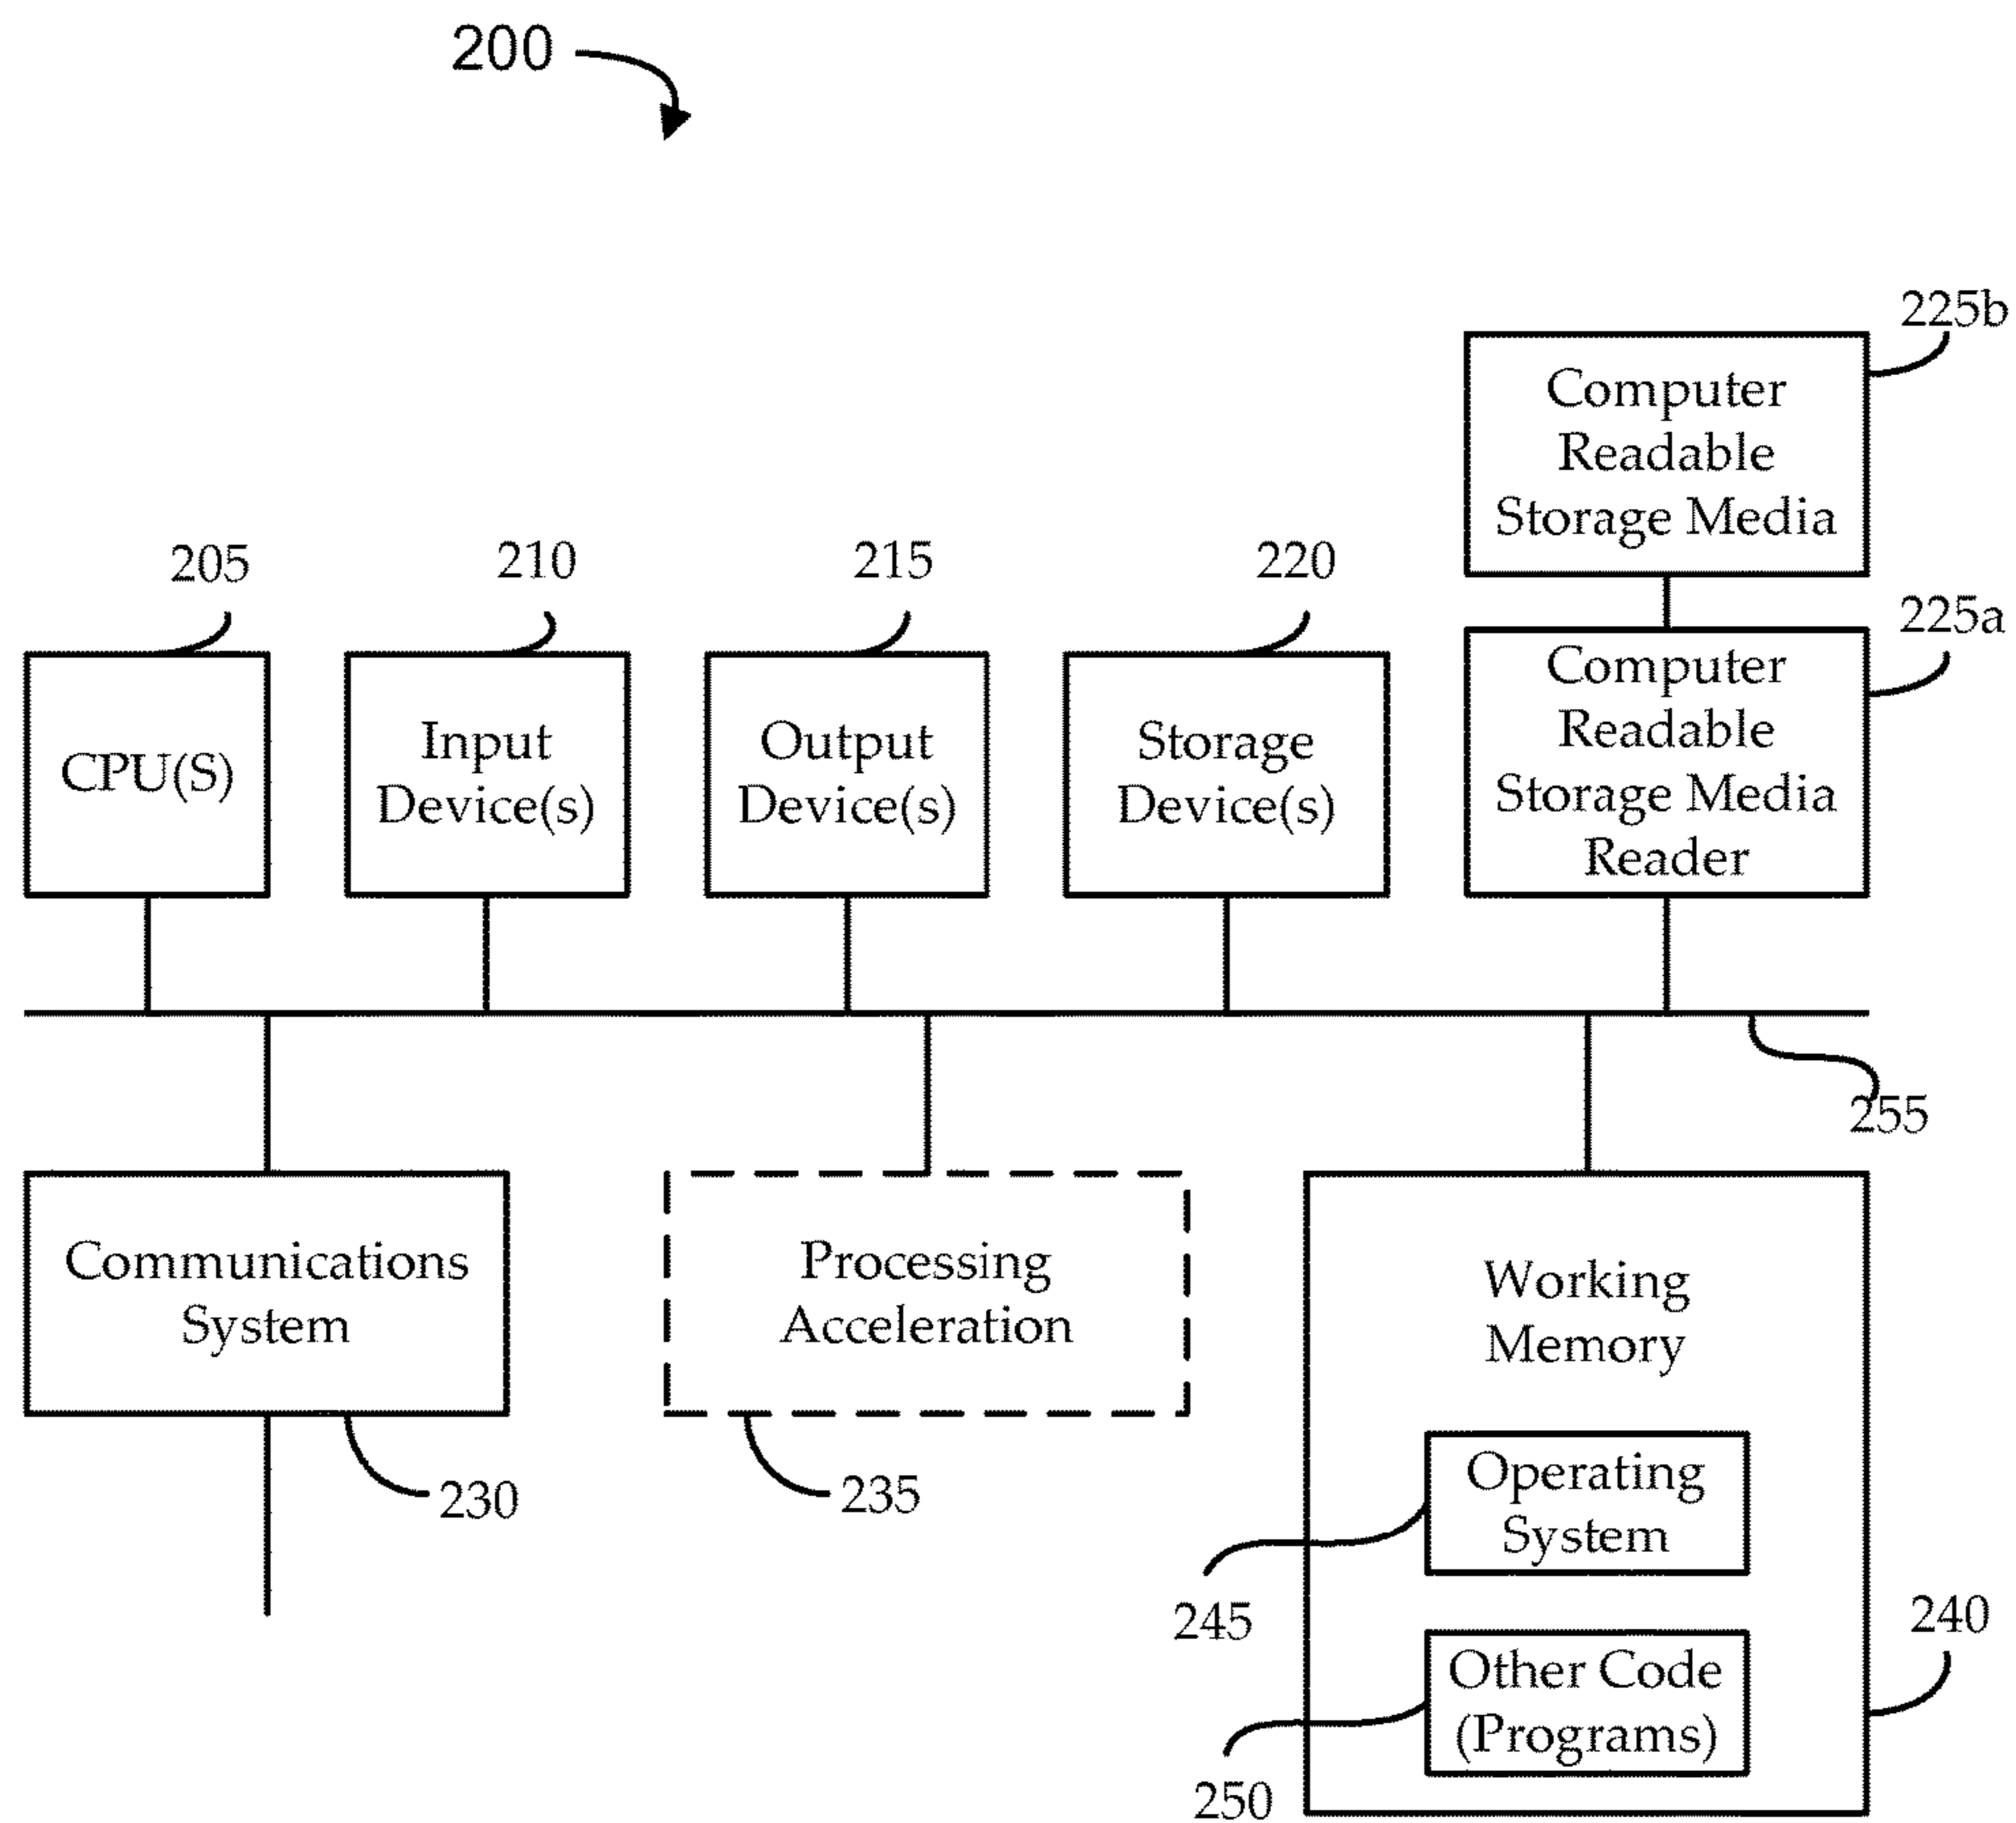 200
225b
Computer
Readable
Storage Media
205
210
215
220
225a
CPU(S)
Input
Device(s)
Output
Device(s)
Storage
Device(s)
Computer
Readable
Storage Media
Reader
255
Communications
System
230
Processing
Acceleration
235
Working
Memory
Operating
System
245
240
Other Code
(Programs)
250